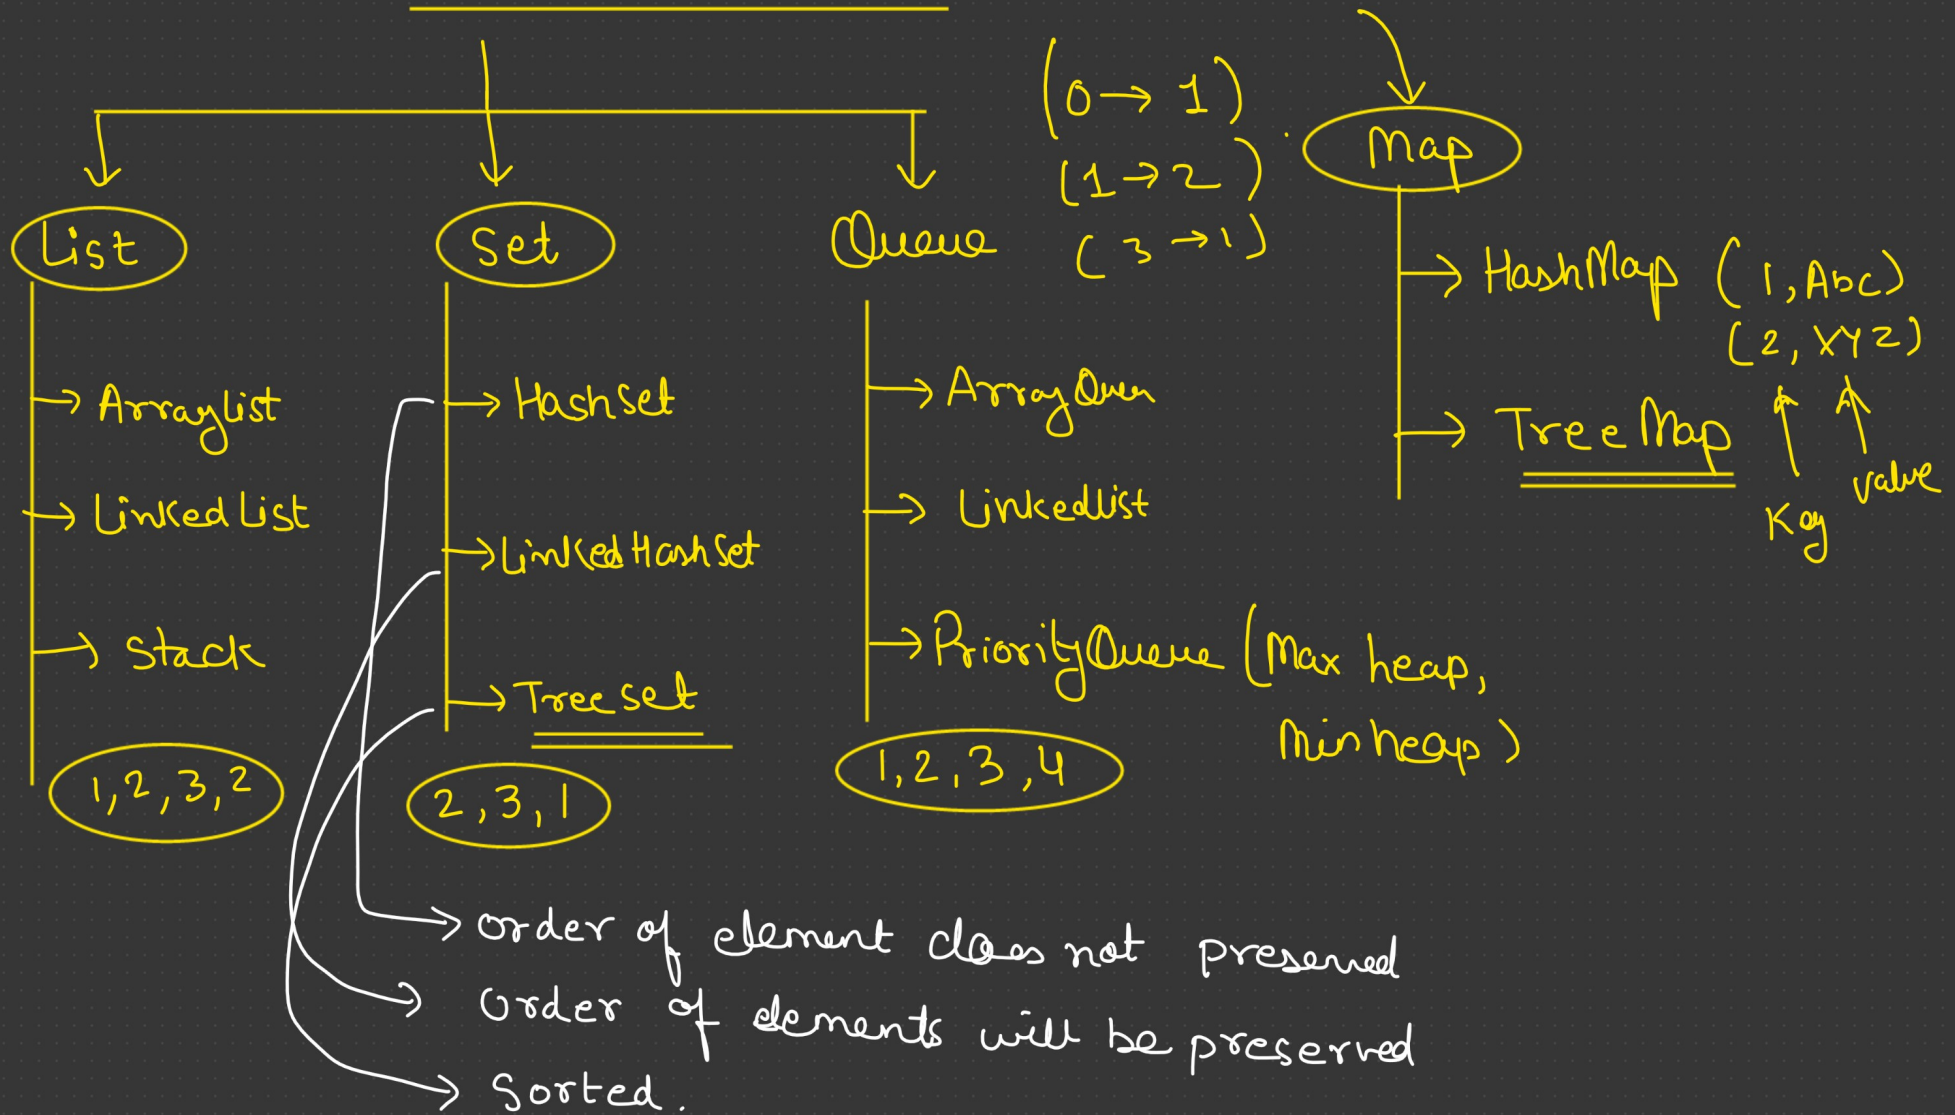 (0 → 1)
(1 → 2)
(3 → 1)
Map
List
Set
Queue
HashMap (1, Abc)
(2, XYZ)
Key
Value
TreeMap
ArrayList
LinkedList
Stack
1, 2, 3, 2
HashSet
LinkedHashSet
TreeSet
2, 3, 1
Array
LinkedList
PriorityQueue (Max heap,
Min heap)
1, 2, 3, 4
order of element does not preserved
order of elements will be preserved
Sorted.